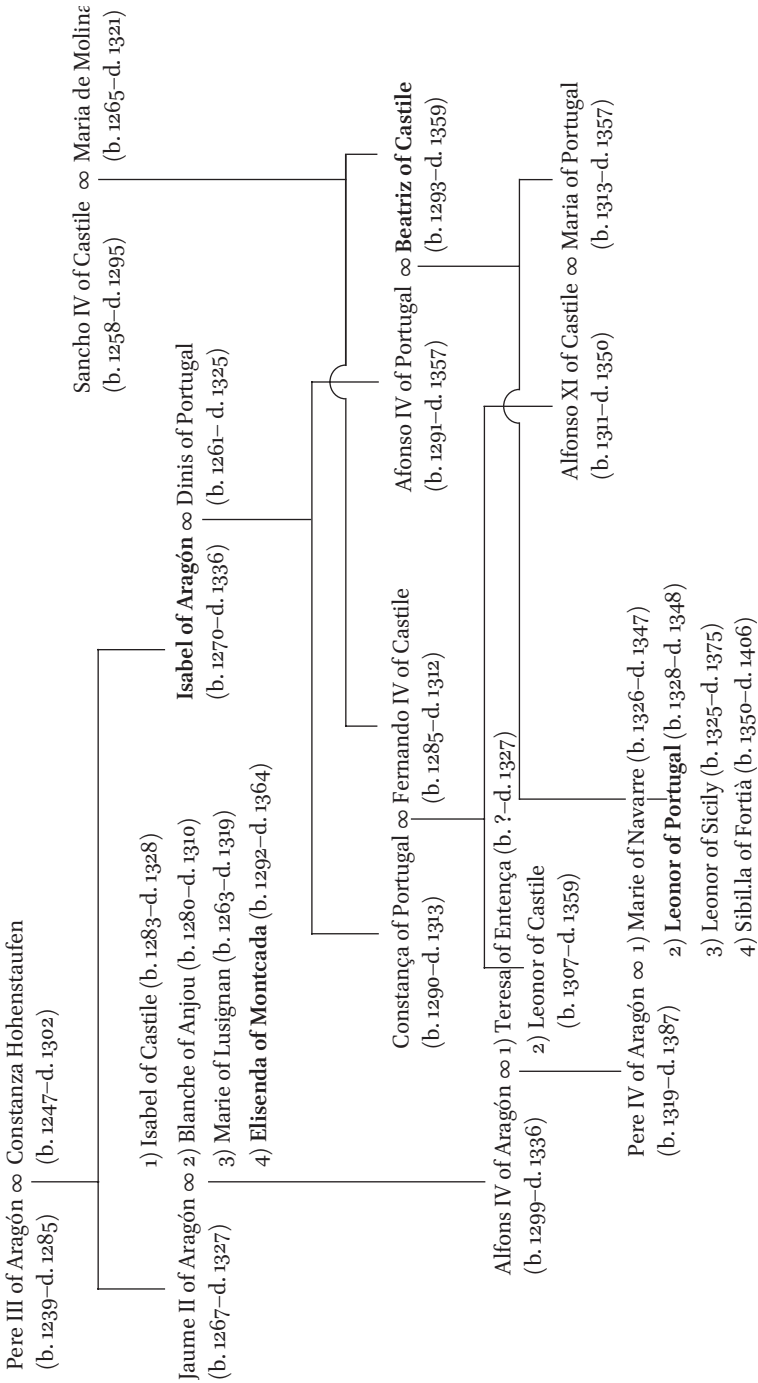 Pere III of Aragón ∞ Constanza Hohenstaufen
(b. 1239–d. 1285) (b. 1247–d. 1302)
Sancho IV of Castile ∞ Maria de Molina
(b. 1258–d. 1295) (b. 1265–d. 1321)
1) Isabel of Castile (b. 1283–d. 1328)
Jaume II of Aragón ∞ 2) Blanche of Anjou (b. 1280–d. 1310)
(b. 1267–d. 1327) 3) Marie of Lusignan (b. 1263–d. 1319)
4) Elisenda of Montcada (b. 1292–d. 1364)
Isabel of Aragón ∞ Dinis of Portugal
(b. 1270–d. 1336) (b. 1261– d. 1325)
Constança of Portugal ∞ Fernando IV of Castile
(b. 1290–d. 1313) (b. 1285–d. 1312)
Afonso IV of Portugal ∞ Beatriz of Castile
(b. 1291–d. 1357) (b. 1293–d. 1359)
Alfons IV of Aragón ∞ 1) Teresa of Entença (b. ?–d. 1327)
(b. 1299–d. 1336) 2) Leonor of Castile
(b. 1307–d. 1359)
Alfonso XI of Castile ∞ Maria of Portugal
(b. 1311–d. 1350) (b. 1313–d. 1357)
Pere IV of Aragón ∞ 1) Marie of Navarre (b. 1326–d. 1347)
(b. 1319–d. 1387) 2) Leonor of Portugal (b. 1328–d. 1348)
3) Leonor of Sicily (b. 1325–d. 1375)
4) Sibil.la of Fortià (b. 1350–d. 1406)